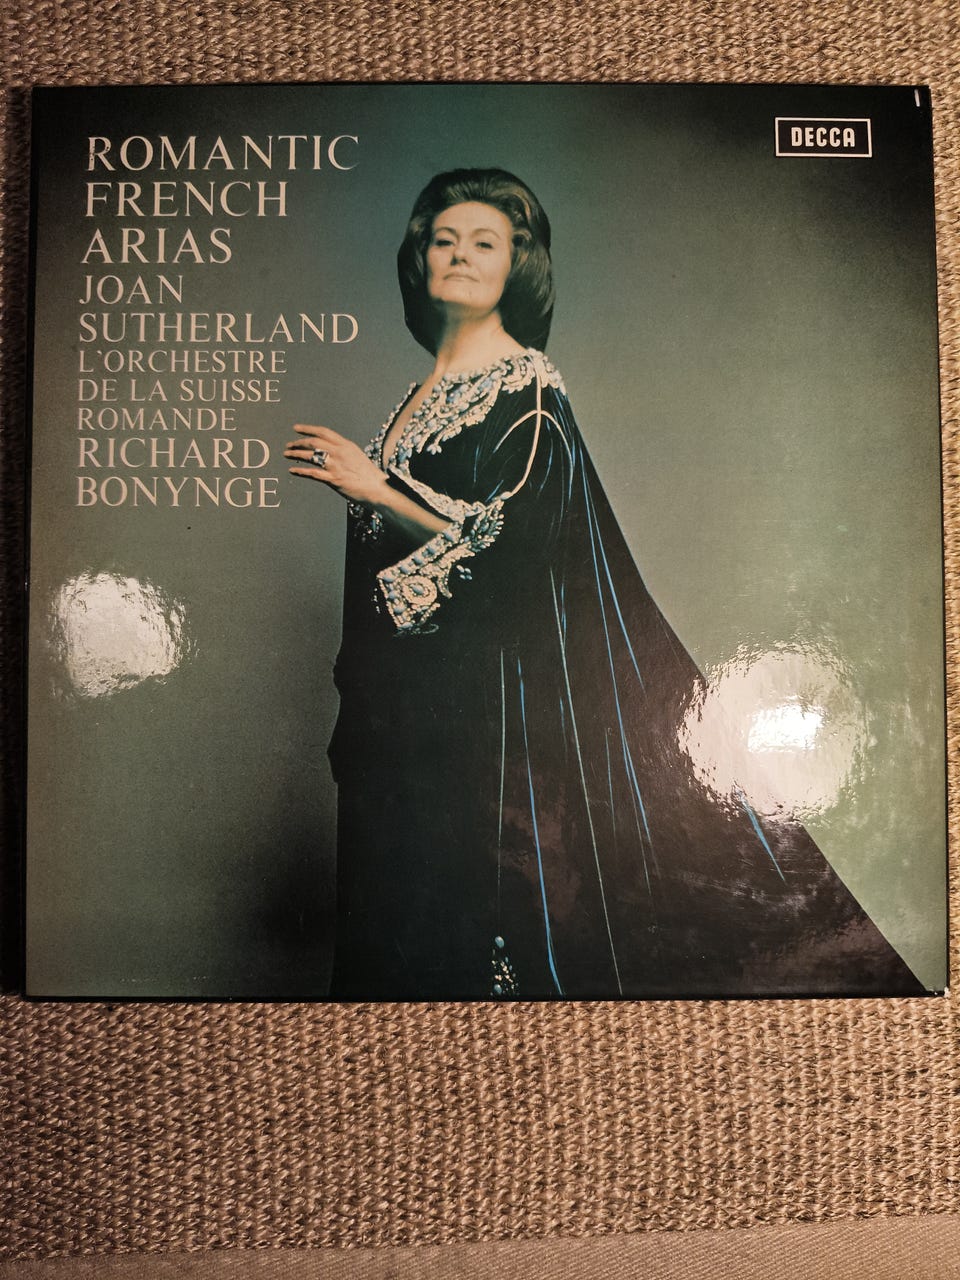 ROMANTIC
FRENCH
ARIAS
JOAN
SUTHERLAND
L'ORCHESTRE
DE LA SUISSE
ROMANDE
RICHARD
BONYNGE
DECCA